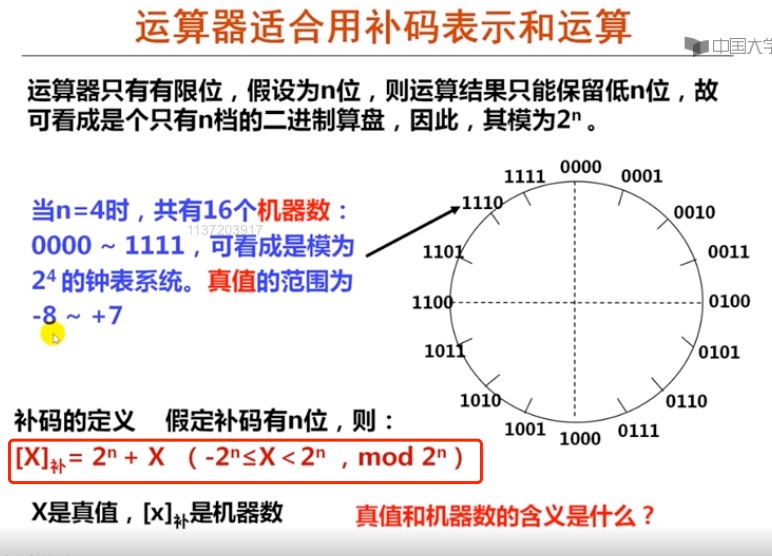 运算器适合用补码表示和运算
中国大学
运算器只有有限位，假设为n位，则运算结果只能保留低n位，故
可看成是个只有n档的二进制算盘，因此，其模为2ⁿ 。
当n=4时，共有16个机器数：
1137203917
0000 ~ 1111，可看成是模为
2⁴ 的钟表系统。真值的范围为
-8 ~ +7
0000
0001
0010
0011
0100
0101
0110
0111
1000
1001
1010
1011
1100
1101
1110
1111
补码的定义 假定补码有n位，则：
[X]补= 2ⁿ + X （ -2ⁿ≤X＜2ⁿ ，mod 2ⁿ ）
X是真值，[x]补是机器数
真值和机器数的含义是什么？